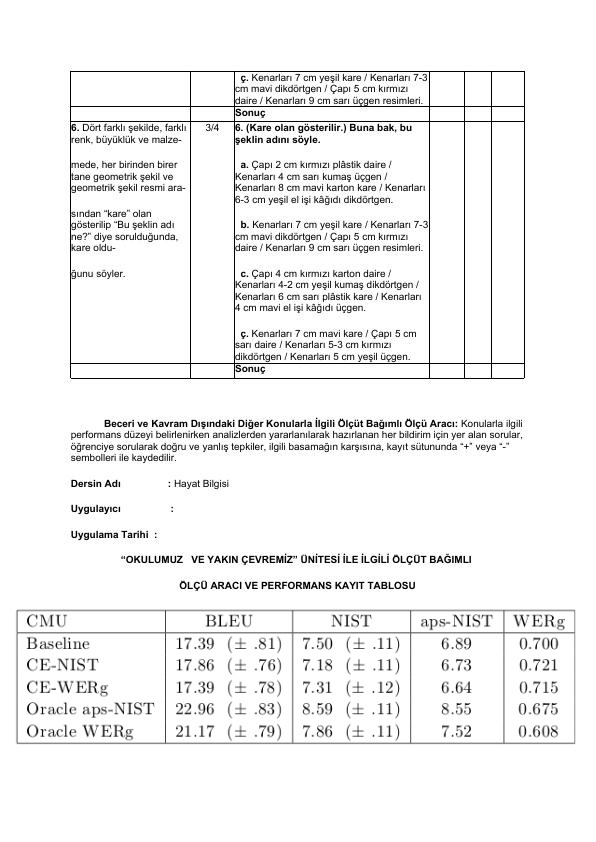 ç. Kenarları 7 cm yeşil kare / Kenarları 7-3
cm mavi dikdörtgen / Çapı 5 cm kırmızı
daire / Kenarları 9 cm sarı üçgen resimleri.
Sonuç
6. Dört farklı şekilde, farklı
renk, büyüklük ve malze-
mede, her birinden birer
tane geometrik şekil ve
geometrik şekil resmi ara-
sından “kare” olan
gösterilip “Bu şeklin adı
ne?” diye sorulduğunda,
kare oldu-
ğunu söyler.
3/4
6. (Kare olan gösterilir.) Buna bak, bu
şeklin adını söyle.
a. Çapı 2 cm kırmızı plâstik daire /
Kenarları 4 cm sarı kumaş üçgen /
Kenarları 8 cm mavi karton kare / Kenarları
6-3 cm yeşil el işi kâğıdı dikdörtgen.
b. Kenarları 7 cm yeşil kare / Kenarları 7-3
cm mavi dikdörtgen / Çapı 5 cm kırmızı
daire / Kenarları 9 cm sarı üçgen resimleri.
c. Çapı 4 cm kırmızı karton daire /
Kenarları 4-2 cm yeşil kumaş dikdörtgen /
Kenarları 6 cm sarı plâstik kare / Kenarları
4 cm mavi el işi kâğıdı üçgen.
ç. Kenarları 7 cm mavi kare / Çapı 5 cm
sarı daire / Kenarları 5-3 cm kırmızı
dikdörtgen / Kenarları 5 cm yeşil üçgen.
Sonuç
Beceri ve Kavram Dışındaki Diğer Konularla İlgili Ölçüt Bağımlı Ölçü Aracı: Konularla ilgili
performans düzeyi belirlenirken analizlerden yararlanılarak hazırlanan her bildirim için yer alan sorular,
öğrenciye sorularak doğru ve yanlış tepkiler, ilgili basamağın karşısına, kayıt sütununda “+” veya “-”
sembolleri ile kaydedilir.
Dersin Adı : Hayat Bilgisi
Uygulayıcı :
Uygulama Tarihi :
“OKULUMUZ VE YAKIN ÇEVREMİZ” ÜNİTESİ İLE İLGİLİ ÖLÇÜT BAĞIMLI
ÖLÇÜ ARACI VE PERFORMANS KAYIT TABLOSU
CMU BLEU NIST aps-NIST WERg
Baseline 17.39 (± .81) 7.50 (± .11) 6.89 0.700
CE-NIST 17.86 (± .76) 7.18 (± .11) 6.73 0.721
CE-WERg 17.39 (± .78) 7.31 (± .12) 6.64 0.715
Oracle aps-NIST 22.96 (± .83) 8.59 (± .11) 8.55 0.675
Oracle WERg 21.17 (± .79) 7.86 (± .11) 7.52 0.608